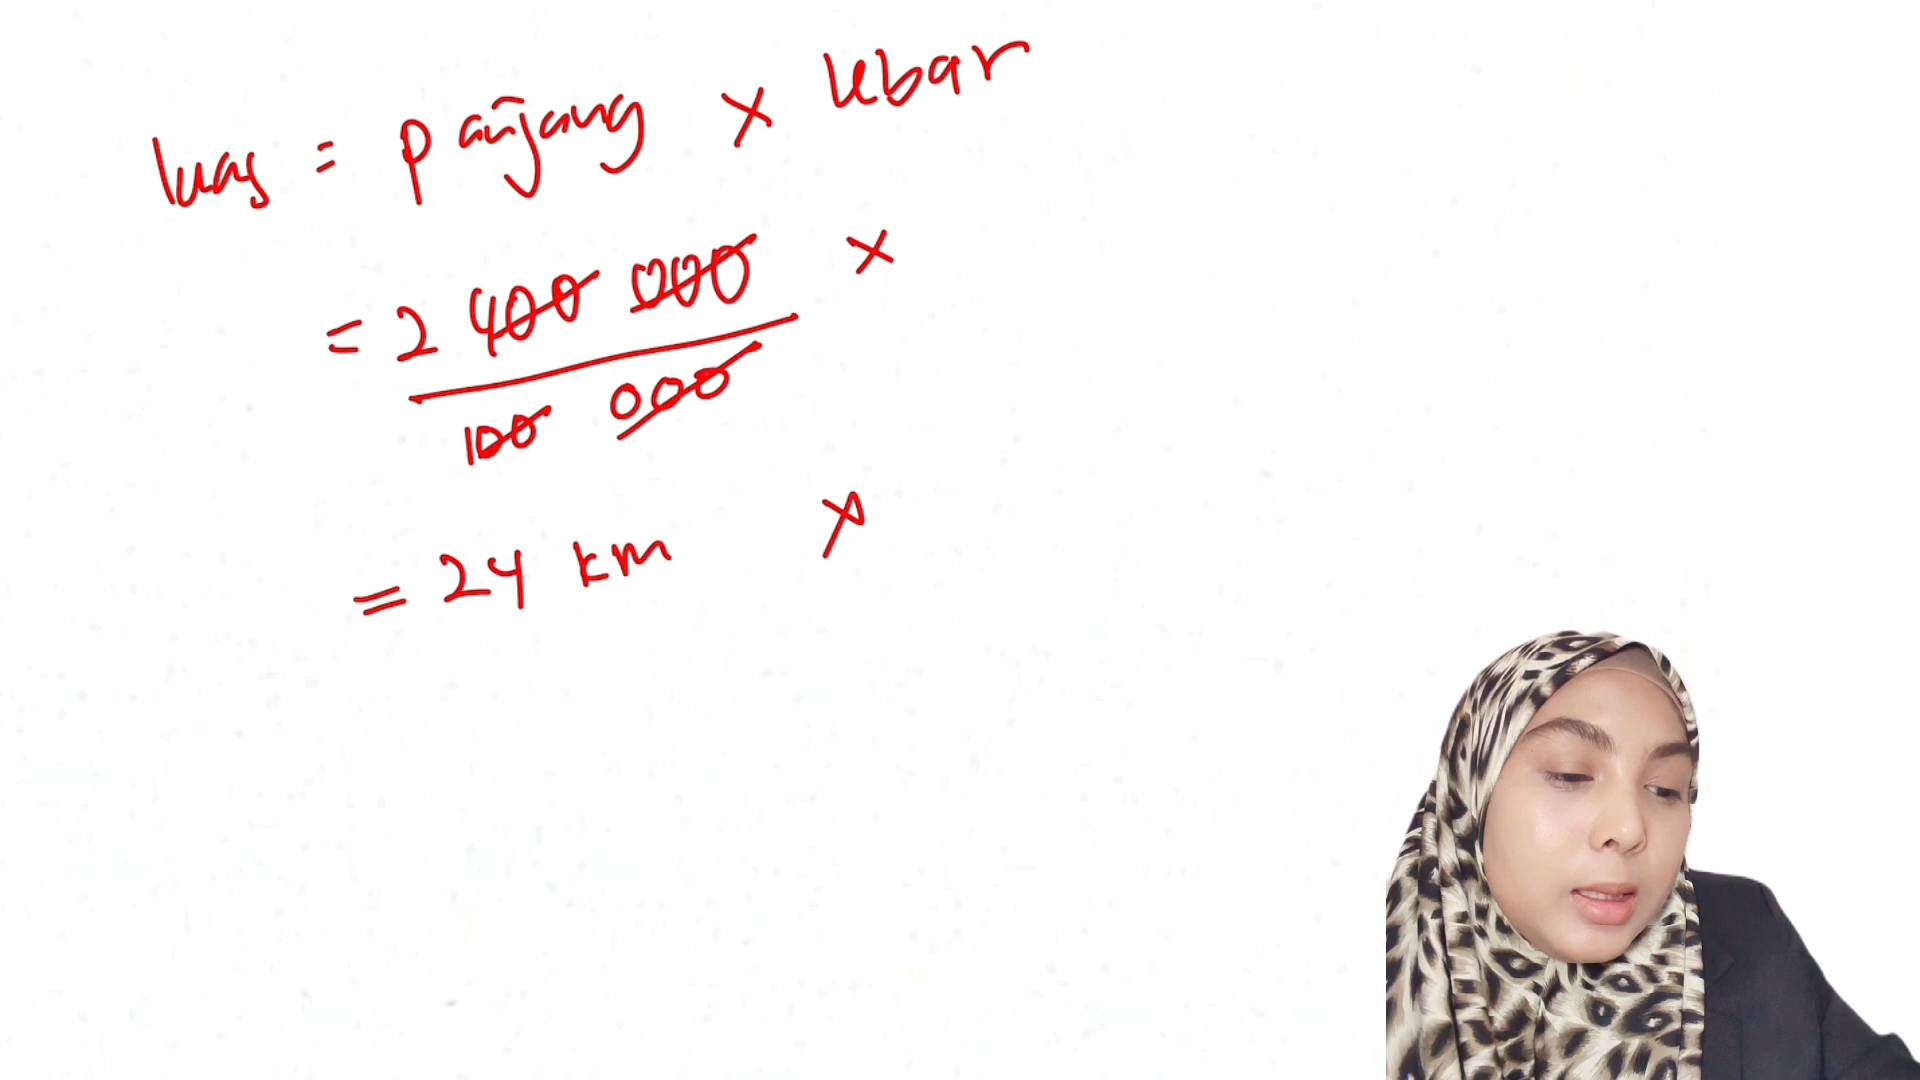 luas = panjang × lebar
= 2 400 000 ×
100 000
= 24 km ×